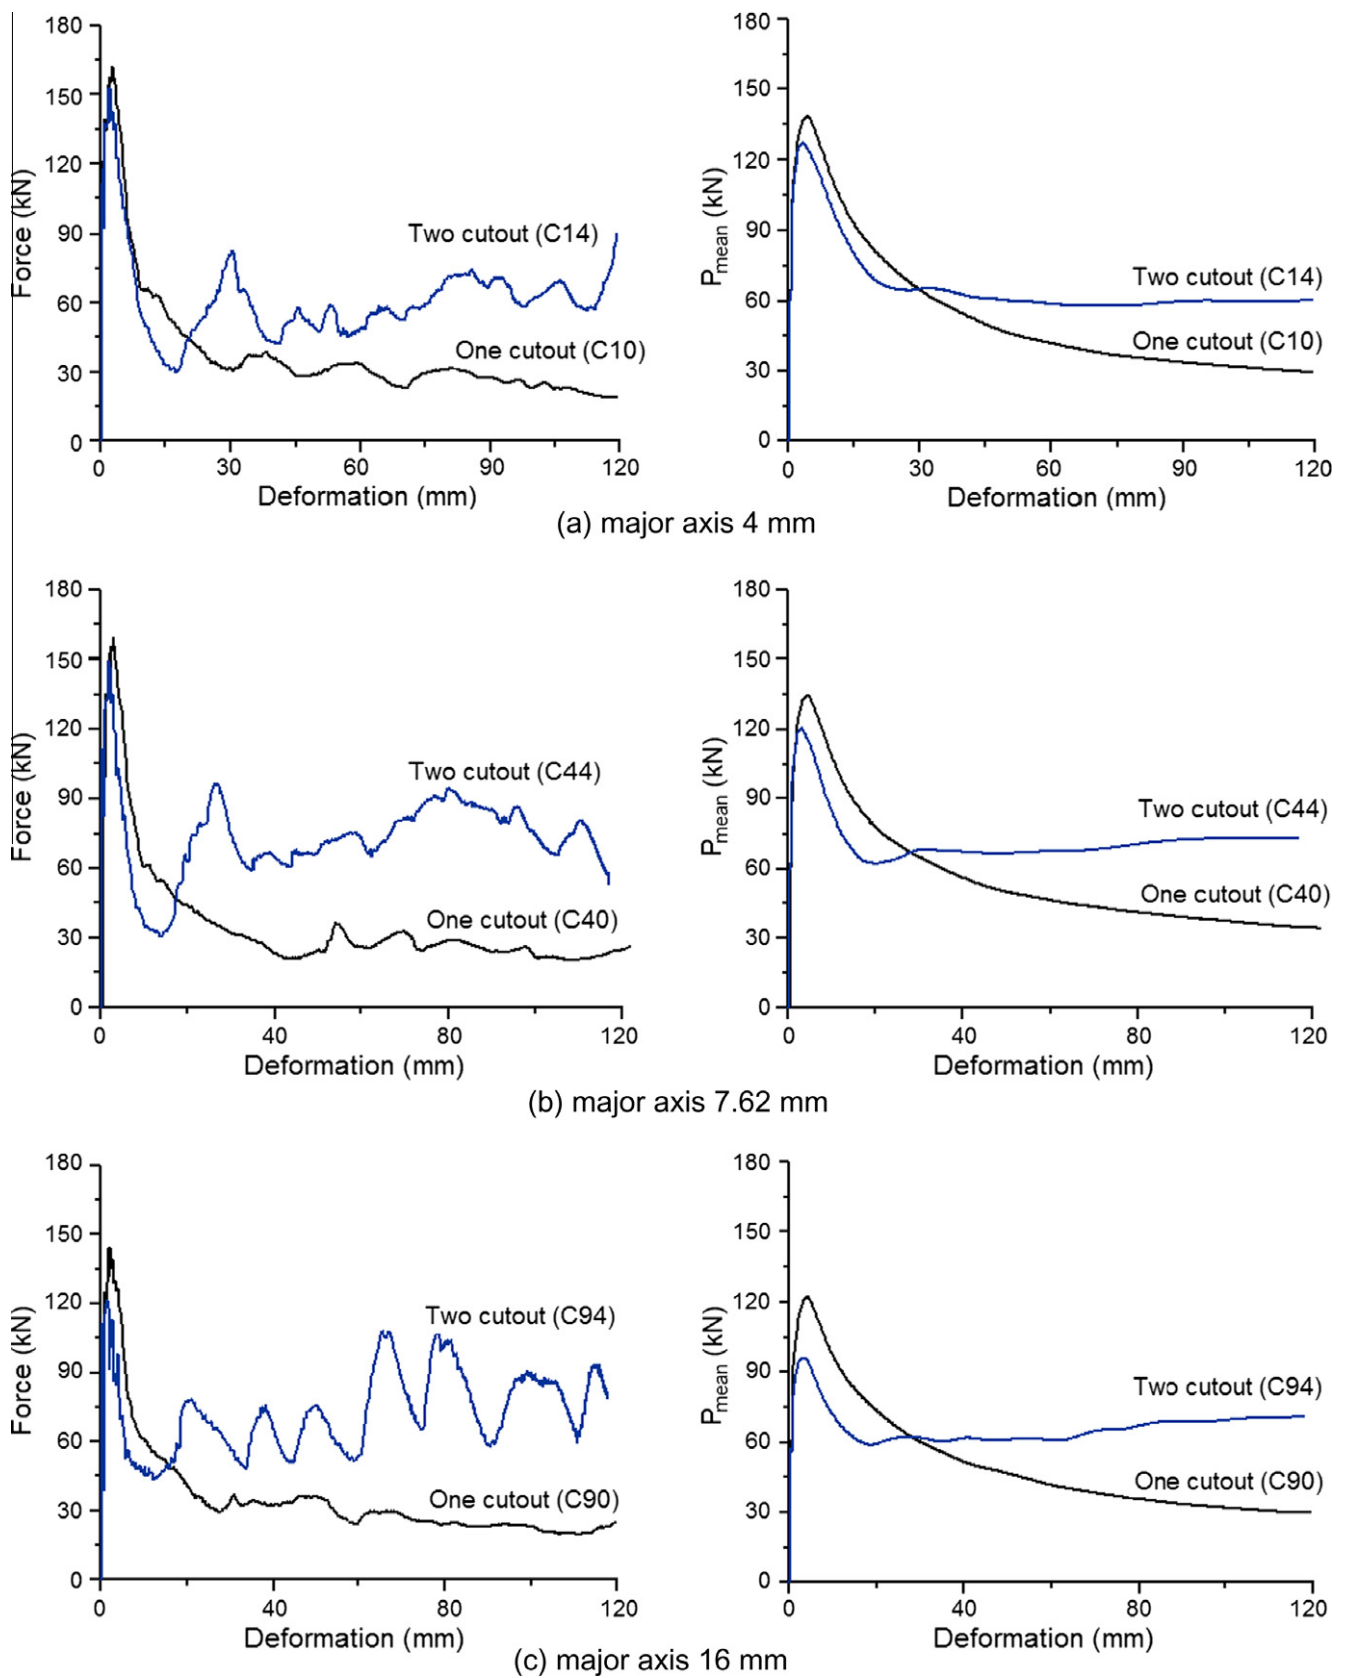 180
150
120
90
60
30
0
Force (kN)
Two cutout (C14)
One cutout (C10)
0 30 60 90 120
Deformation (mm)
180
150
120
90
60
30
0
Pmean (kN)
Two cutout (C14)
One cutout (C10)
0 30 60 90 120
Deformation (mm)
(a) major axis 4 mm
180
150
120
90
60
30
0
Force (kN)
Two cutout (C44)
One cutout (C40)
0 40 80 120
Deformation (mm)
180
150
120
90
60
30
0
Pmean (kN)
Two cutout (C44)
One cutout (C40)
0 40 80 120
Deformation (mm)
(b) major axis 7.62 mm
180
150
120
90
60
30
0
Force (kN)
Two cutout (C94)
One cutout (C90)
0 40 80 120
Deformation (mm)
180
150
120
90
60
30
0
Pmean (kN)
Two cutout (C94)
One cutout (C90)
0 40 80 120
Deformation (mm)
(c) major axis 16 mm